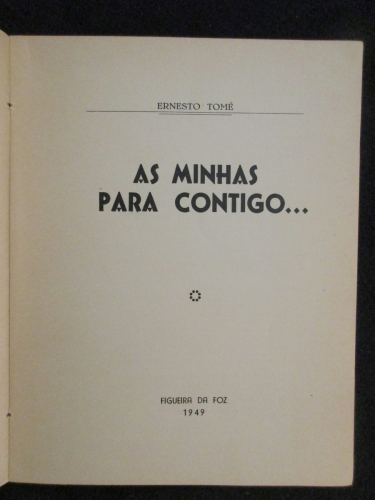 ERNESTO TOMÉ
AS MINHAS
PARA CONTIGO...
FIGUEIRA DA FOZ
1949